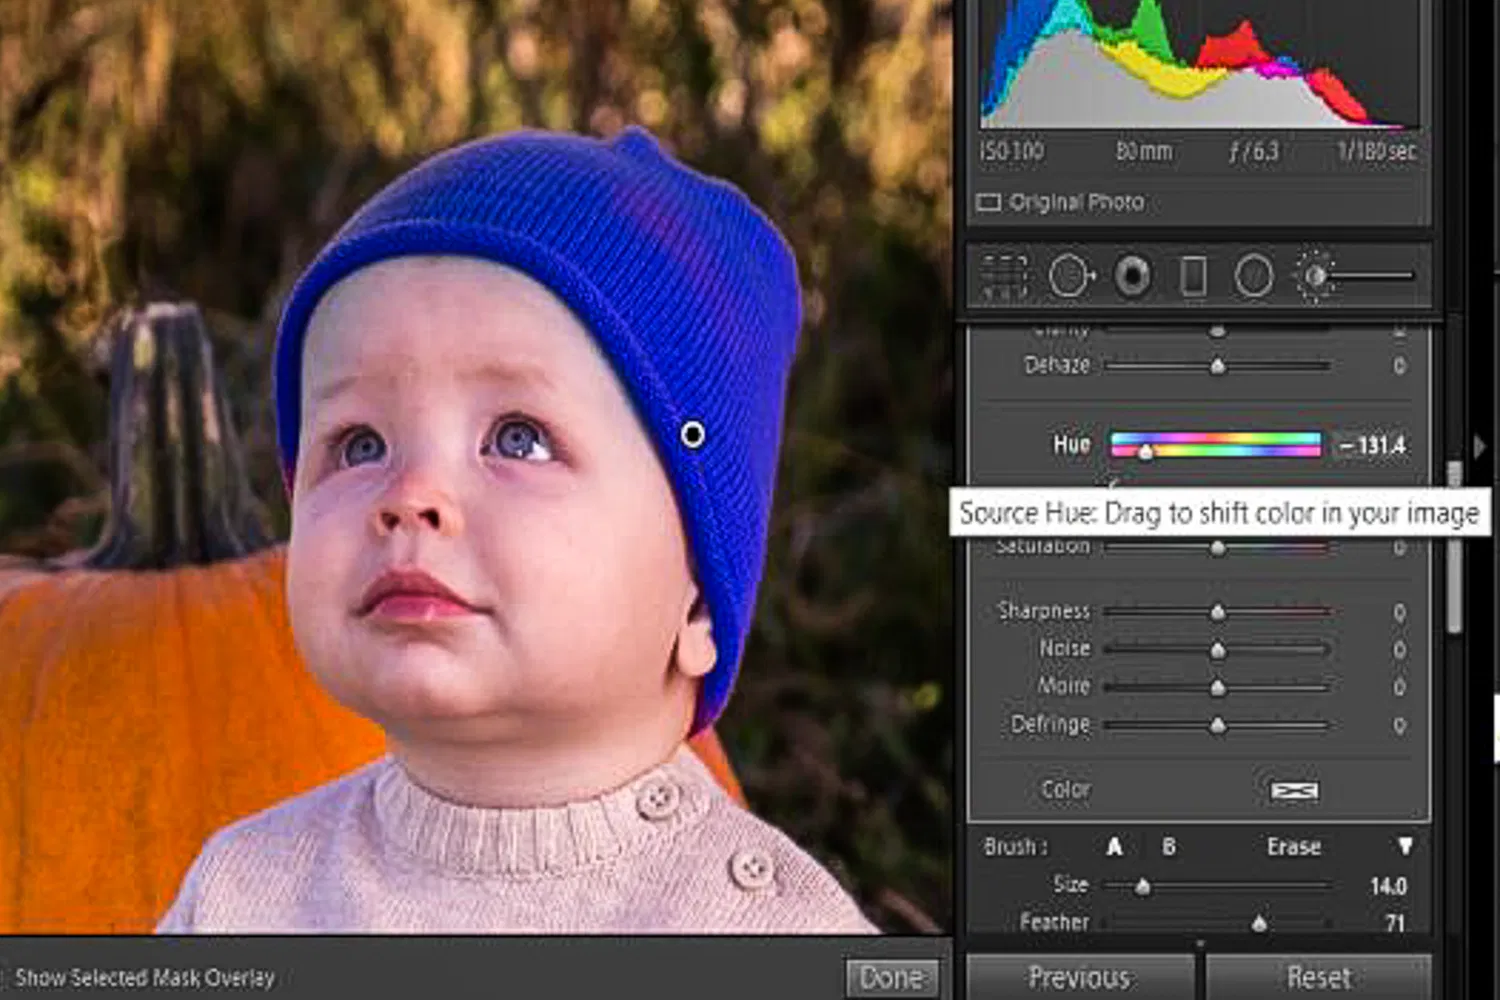 ISO 100 80 mm ƒ / 6.3 1/180 sec
Original Photo
Clarity
Dehaze 0
Hue – 131.4
Source Hue: Drag to shift color in your image
Saturation 0
Sharpness 0
Noise 0
Moire 0
Defringe 0
Color
Brush : A B Erase
Size 14.0
Feather 71
Show Selected Mask Overlay Done Previous Reset